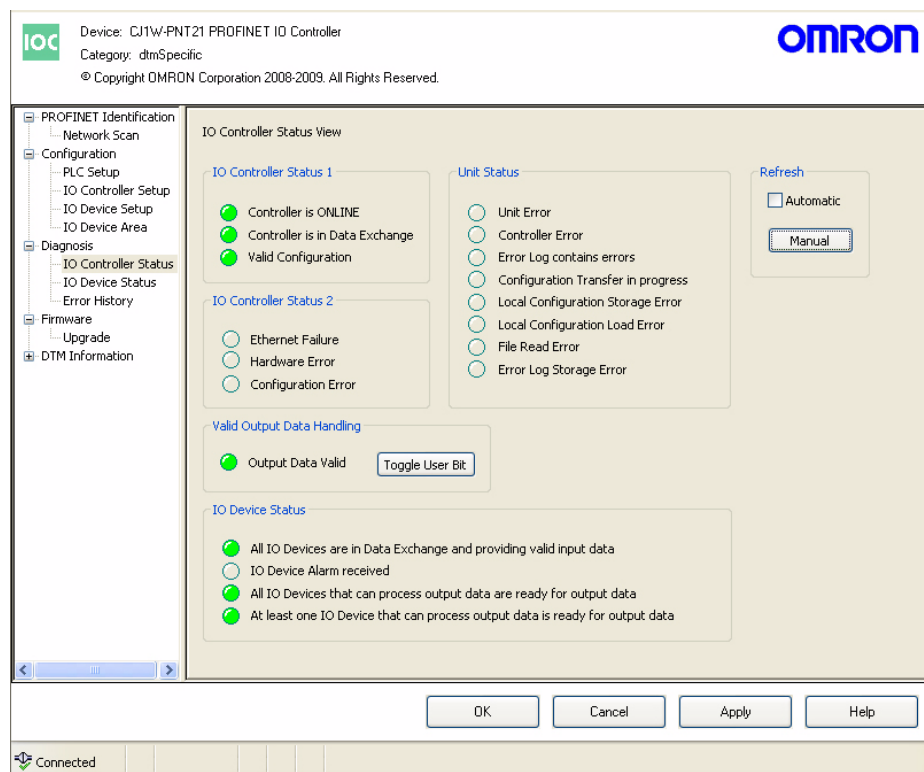 IOC
Device: CJ1W-PNT21 PROFINET IO Controller
Category: dtmSpecific
© Copyright OMRON Corporation 2008-2009. All Rights Reserved.
OMRON
PROFINET Identification
Network Scan
Configuration
PLC Setup
IO Controller Setup
IO Device Setup
IO Device Area
Diagnosis
IO Controller Status
IO Device Status
Error History
Firmware
Upgrade
DTM Information
IO Controller Status View
IO Controller Status 1
Controller is ONLINE
Controller is in Data Exchange
Valid Configuration
IO Controller Status 2
Ethernet Failure
Hardware Error
Configuration Error
Unit Status
Unit Error
Controller Error
Error Log contains errors
Configuration Transfer in progress
Local Configuration Storage Error
Local Configuration Load Error
File Read Error
Error Log Storage Error
Refresh
Automatic
Manual
Valid Output Data Handling
Output Data Valid
Toggle User Bit
IO Device Status
All IO Devices are in Data Exchange and providing valid input data
IO Device Alarm received
All IO Devices that can process output data are ready for output data
At least one IO Device that can process output data is ready for output data
OK
Cancel
Apply
Help
Connected